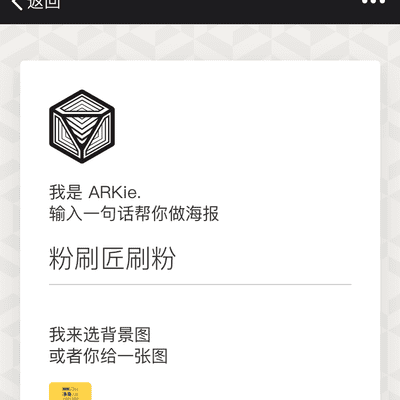 返回
我是 ARKie.
输入一句话帮你做海报
粉刷匠刷粉
我来选背景图
或者你给一张图